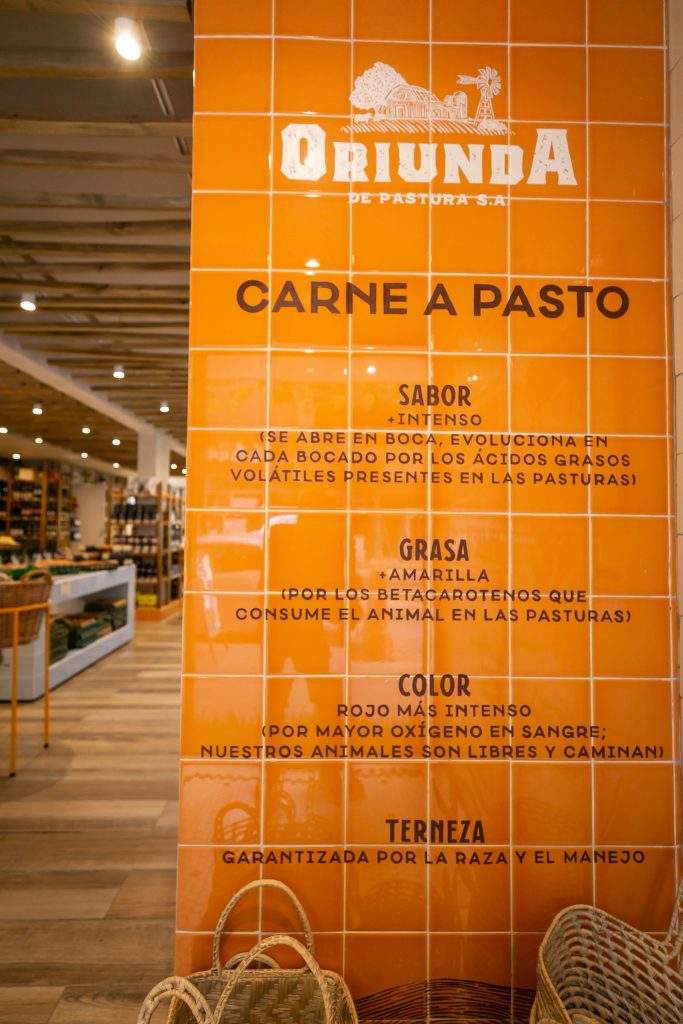 ORIUNDA
DE PASTURA S.A
CARNE A PASTO
SABOR
+INTENSO
(SE ABRE EN BOCA, EVOLUCIONA EN
CADA BOCADO POR LOS ÁCIDOS GRASOS
VOLÁTILES PRESENTES EN LAS PASTURAS)
GRASA
+AMARILLA
(POR LOS BETACAROTENOS QUE
CONSUME EL ANIMAL EN LAS PASTURAS)
COLOR
ROJO MÁS INTENSO
(POR MAYOR OXÍGENO EN SANGRE;
NUESTROS ANIMALES SON LIBRES Y CAMINAN)
TERNEZA
GARANTIZADA POR LA RAZA Y EL MANEJO